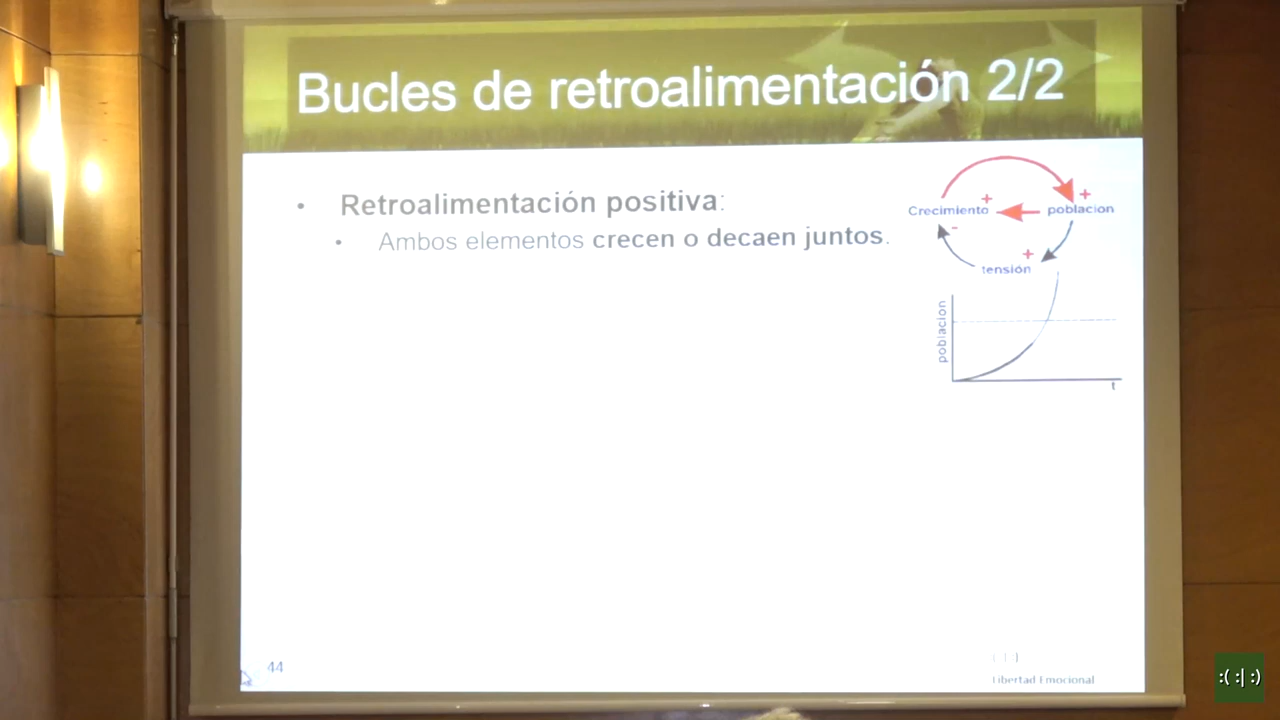 Bucles de retroalimentación 2/2
• Retroalimentación positiva:
• Ambos elementos crecen o decaen juntos.
+ +
Crecimiento poblacion
-
+
tensión
poblacion
t
44
( : | : )
Libertad Emocional
:( :| :)